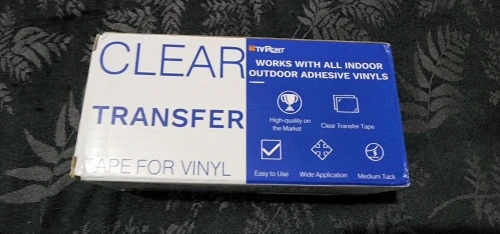 CLEAR
TRANSFER
TAPE FOR VINYL
HTVRONT
WORKS WITH ALL INDOOR
OUTDOOR ADHESIVE VINYLS
High-quality on
the Market
Clear Transfer Tape
Easy to Use
Wide Application
Medium Tack